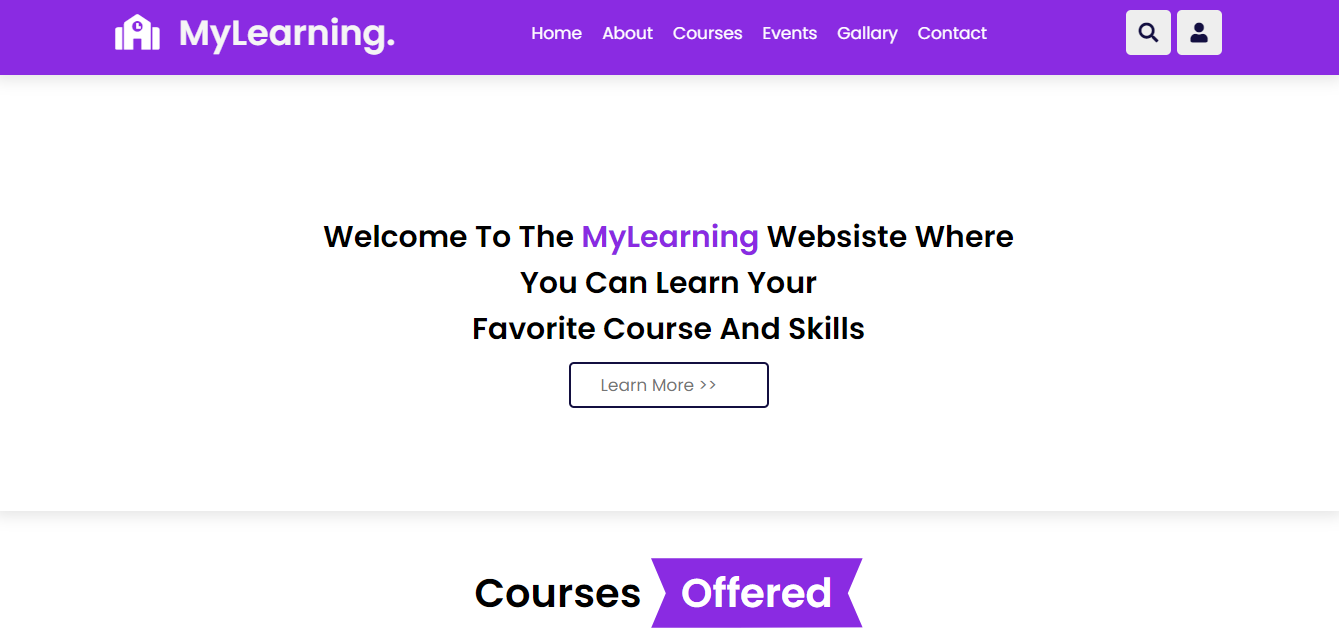 MyLearning.
Home About Courses Events Gallary Contact
Welcome To The MyLearning Websiste Where
You Can Learn Your
Favorite Course And Skills
Learn More >>
Courses Offered